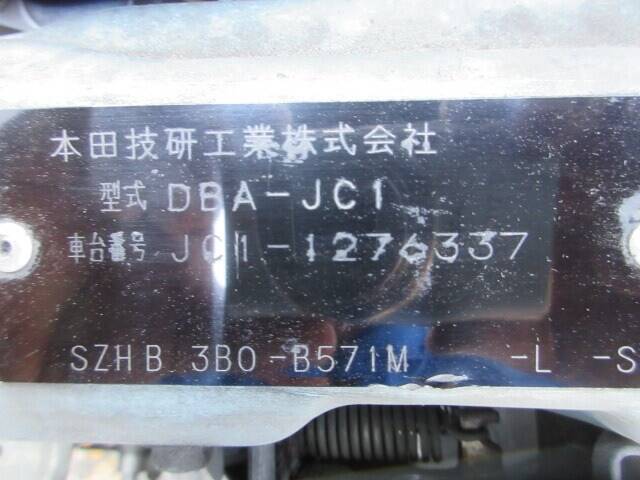 本田技研工業株式会社
型式 DBA-JC1
車台番号 JC1-1276337
SZHB 3B0-B571M -L -S